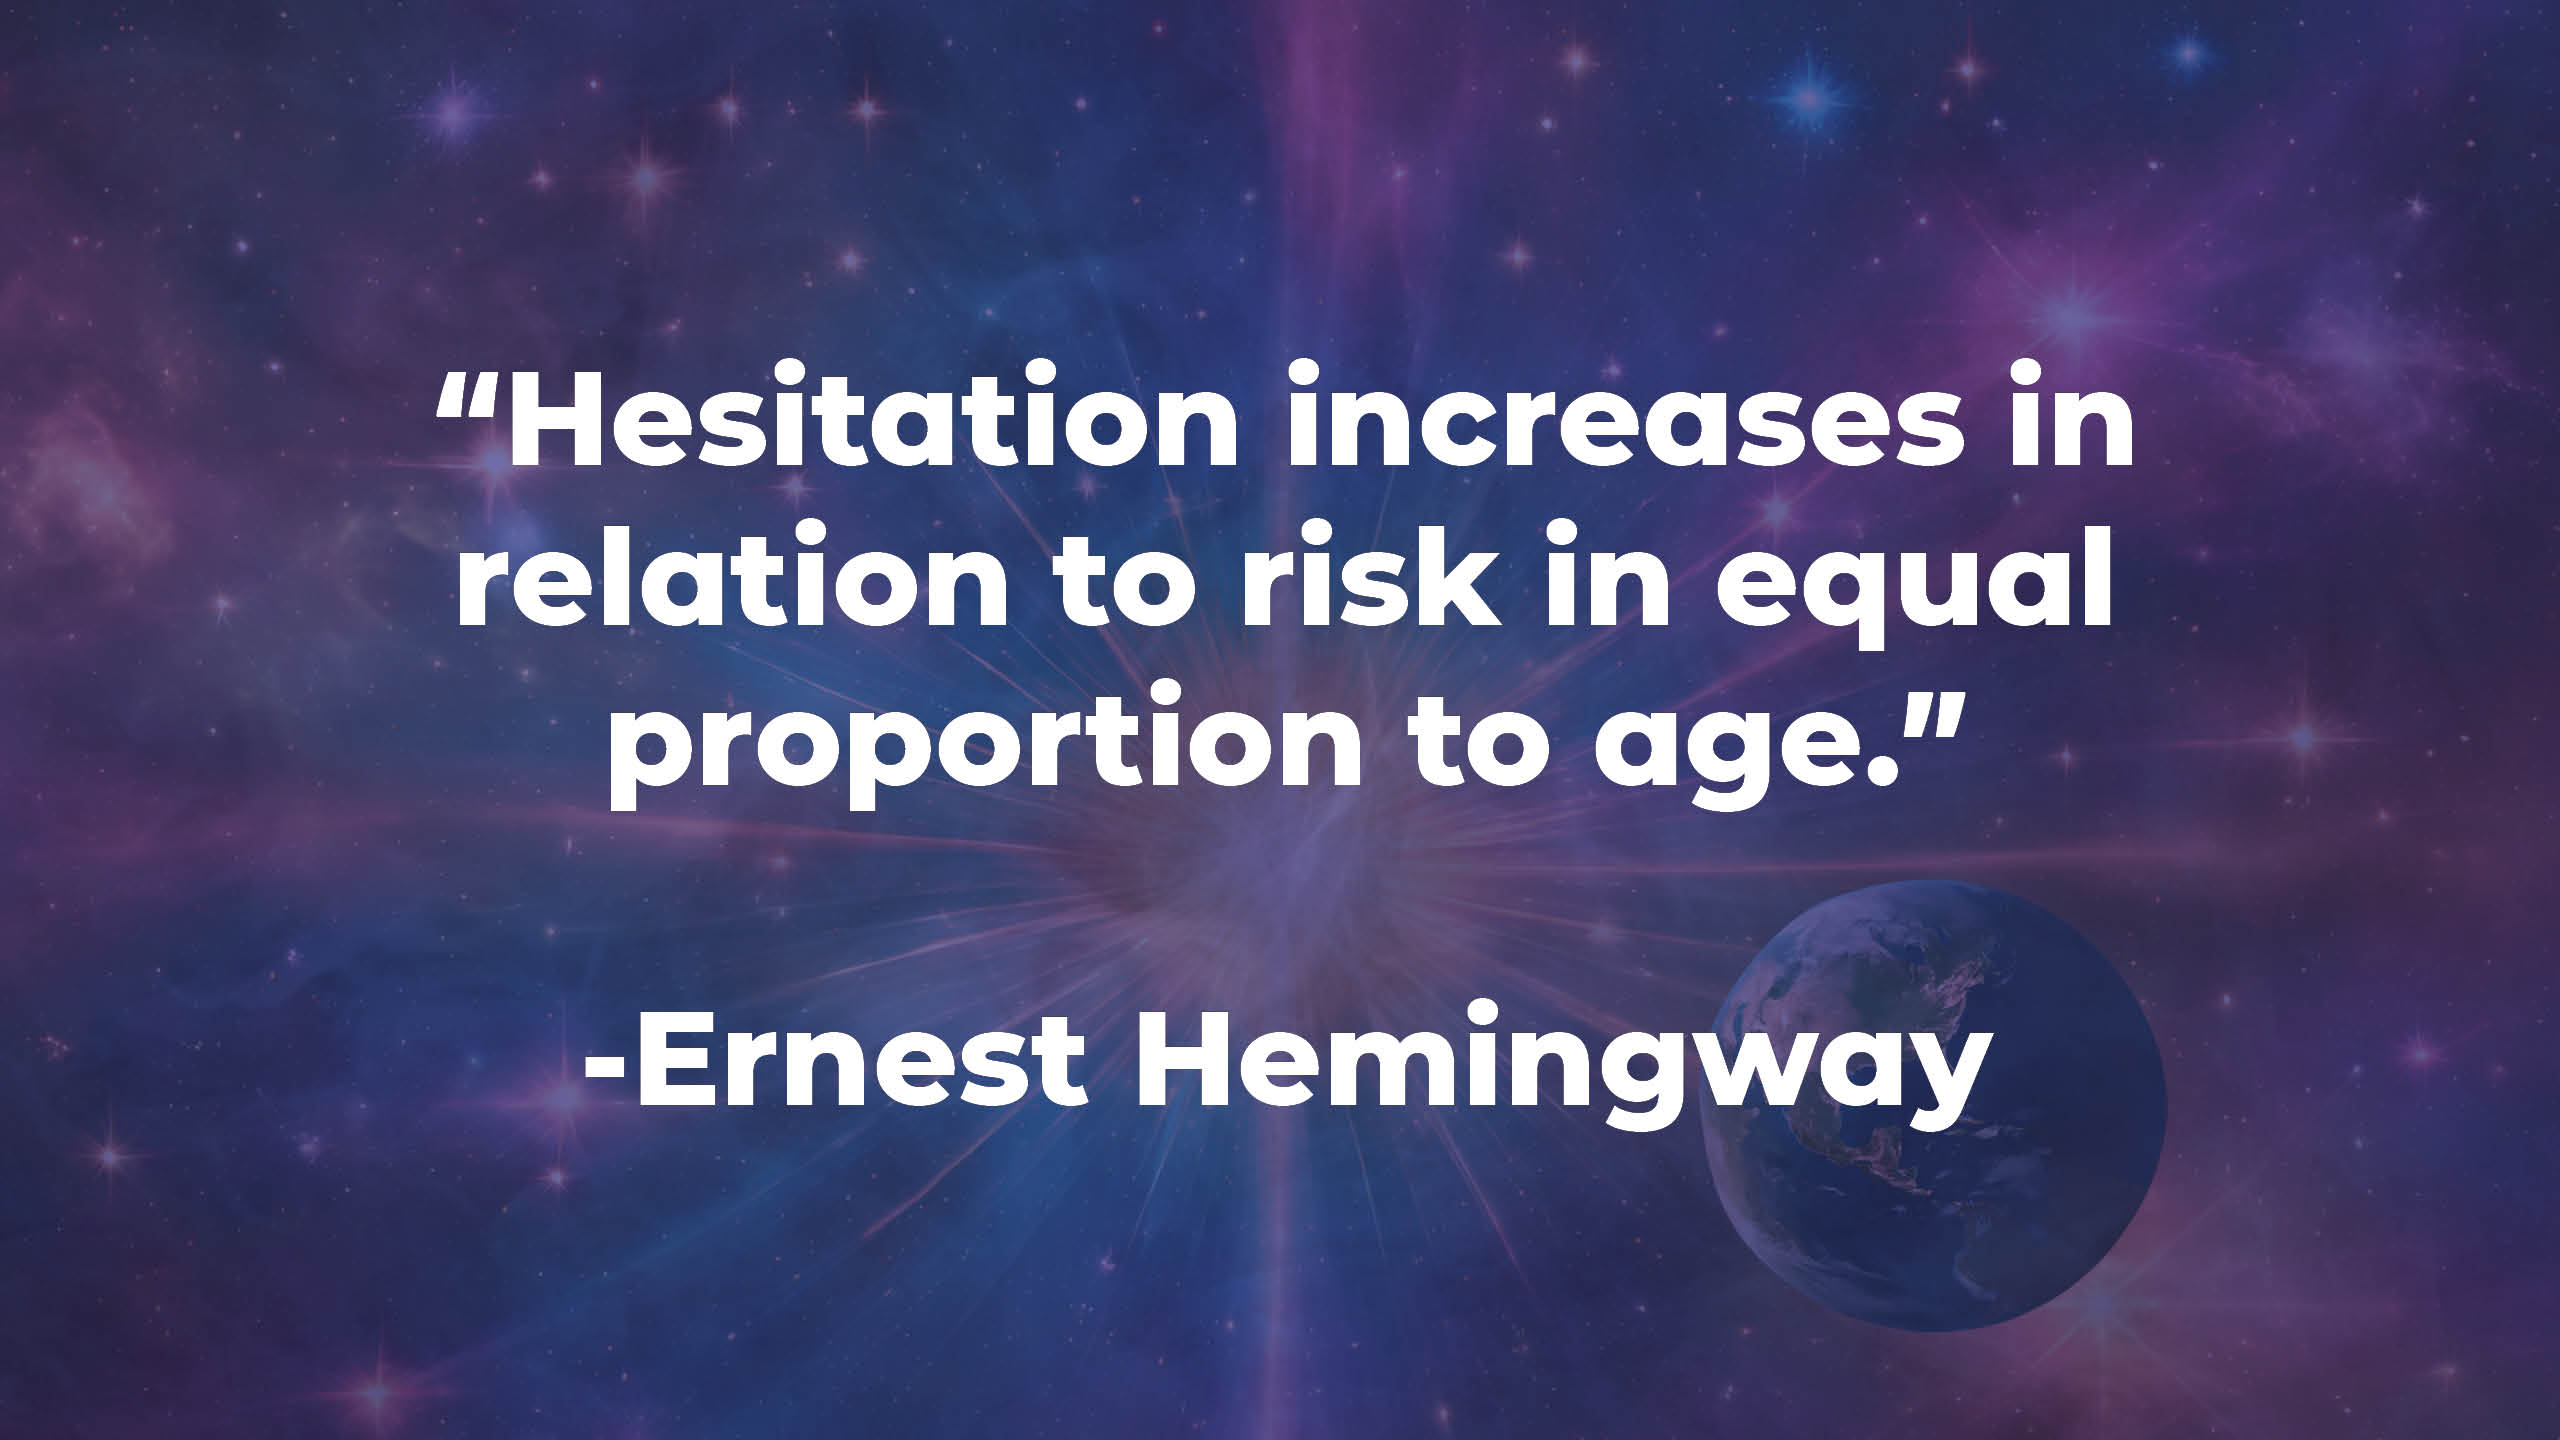 “Hesitation increases in
relation to risk in equal
proportion to age.”
-Ernest Hemingway